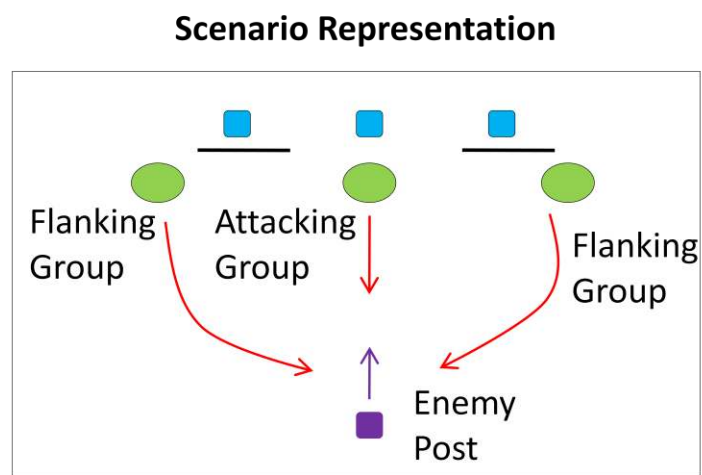 Scenario Representation
Flanking
Group
Attacking
Group
Flanking
Group
Enemy
Post